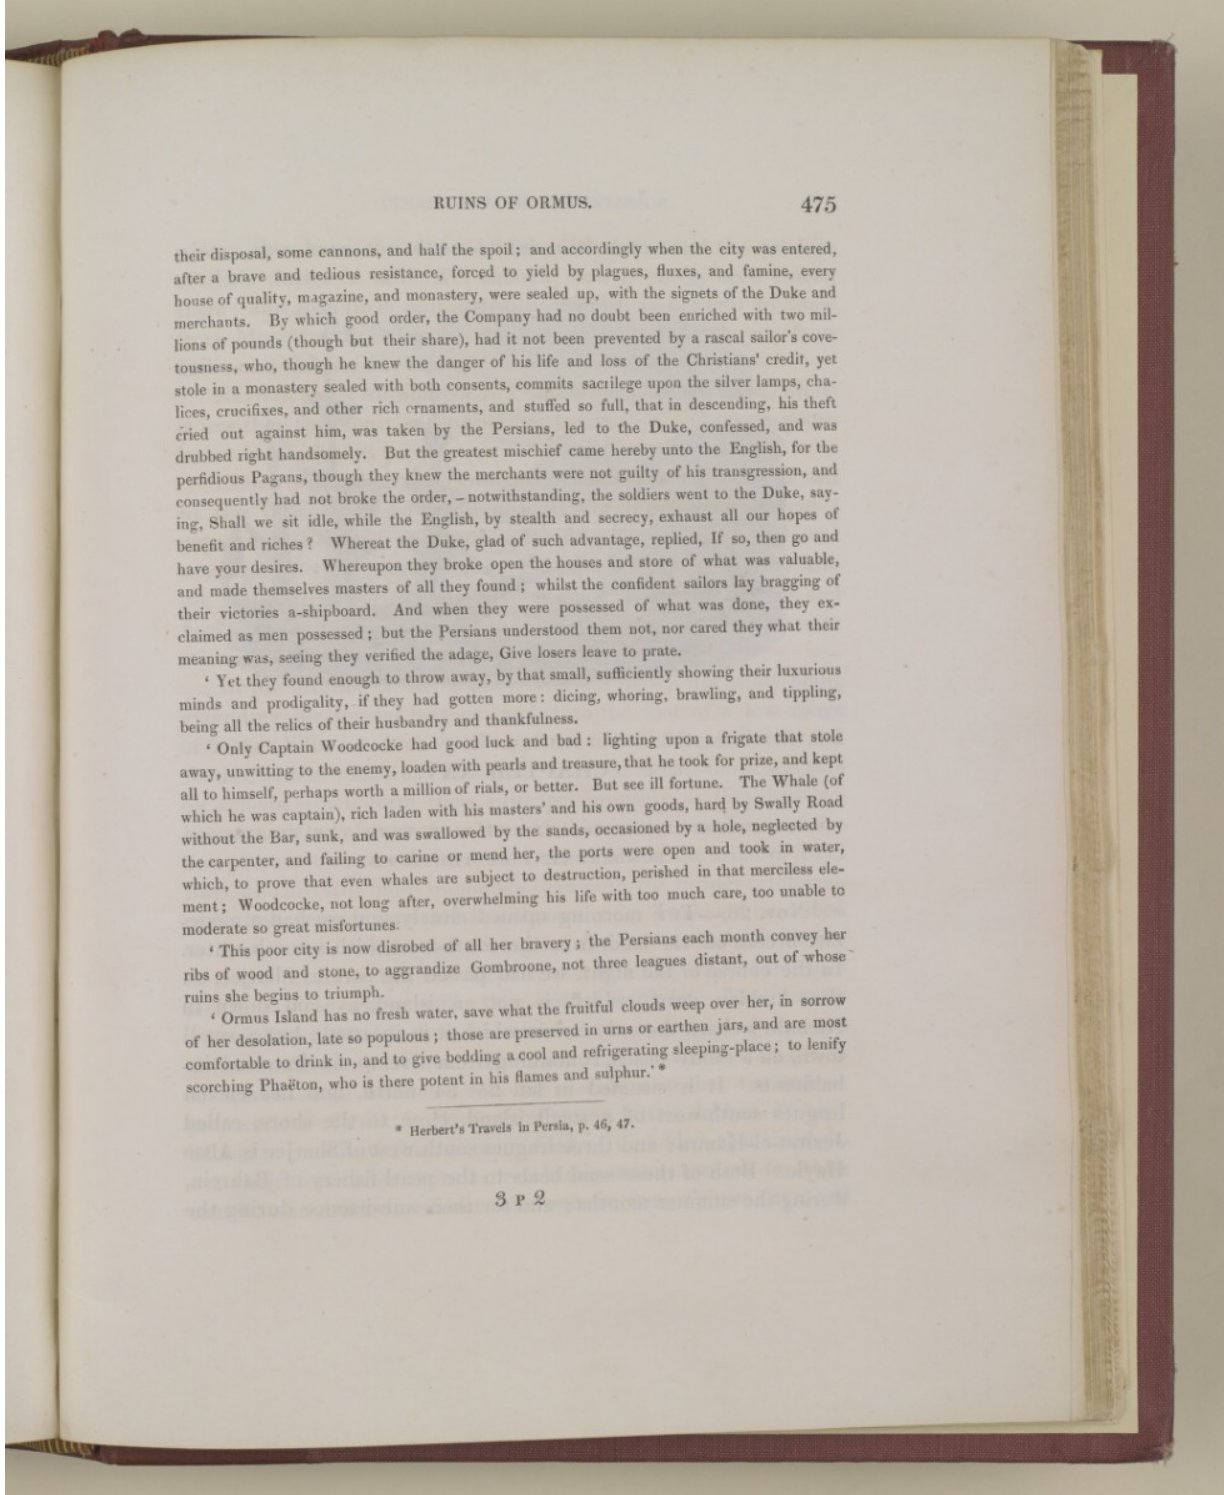 RUINS OF ORMUS. 475
their disposal, some cannons, and half the spoil; and accordingly when the city was entered,
after a brave and tedious resistance, forced to yield by plagues, fluxes, and famine, every
house of quality, magazine, and monastery, were sealed up, with the signets of the Duke and
merchants. By which good order, the Company had no doubt been enriched with two mil-
lions of pounds (though but their share), had it not been prevented by a rascal sailor's cove-
tousness, who, though he knew the danger of his life and loss of the Christians' credit, yet
stole in a monastery sealed with both consents, commits sacrilege upon the silver lamps, cha-
lices, crucifixes, and other rich ornaments, and stuffed so full, that in descending, his theft
cried out against him, was taken by the Persians, led to the Duke, confessed, and was
drubbed right handsomely. But the greatest mischief came hereby unto the English, for the
perfidious Pagans, though they knew the merchants were not guilty of his transgression, and
consequently had not broke the order, – notwithstanding, the soldiers went to the Duke, say-
ing, Shall we sit idle, while the English, by stealth and secrecy, exhaust all our hopes of
benefit and riches? Whereat the Duke, glad of such advantage, replied, If so, then go and
have your desires. Whereupon they broke open the houses and store of what was valuable,
and made themselves masters of all they found; whilst the confident sailors lay bragging of
their victories a-shipboard. And when they were possessed of what was done, they ex-
claimed as men possessed; but the Persians understood them not, nor cared they what their
meaning was, seeing they verified the adage, Give losers leave to prate.
‘ Yet they found enough to throw away, by that small, sufficiently showing their luxurious
minds and prodigality, if they had gotten more: dicing, whoring, brawling, and tippling,
being all the relics of their husbandry and thankfulness.
‘ Only Captain Woodcocke had good luck and bad: lighting upon a frigate that stole
away, unwitting to the enemy, loaden with pearls and treasure, that he took for prize, and kept
all to himself, perhaps worth a million of rials, or better. But see ill fortune. The Whale (of
which he was captain), rich laden with his masters' and his own goods, hard by Swally Road
without the Bar, sunk, and was swallowed by the sands, occasioned by a hole, neglected by
the carpenter, and failing to carine or mend her, the ports were open and took in water,
which, to prove that even whales are subject to destruction, perished in that merciless ele-
ment; Woodcocke, not long after, overwhelming his life with too much care, too unable to
moderate so great misfortunes.
‘ This poor city is now disrobed of all her bravery; the Persians each month convey her
ribs of wood and stone, to aggrandize Gombroone, not three leagues distant, out of whose
ruins she begins to triumph.
‘ Ormus Island has no fresh water, save what the fruitful clouds weep over her, in sorrow
of her desolation, late so populous; those are preserved in urns or earthen jars, and are most
comfortable to drink in, and to give bedding a cool and refrigerating sleeping-place; to lenify
scorching Phaëton, who is there potent in his flames and sulphur.’ *
* Herbert's Travels in Persia, p. 46, 47.
3 P 2